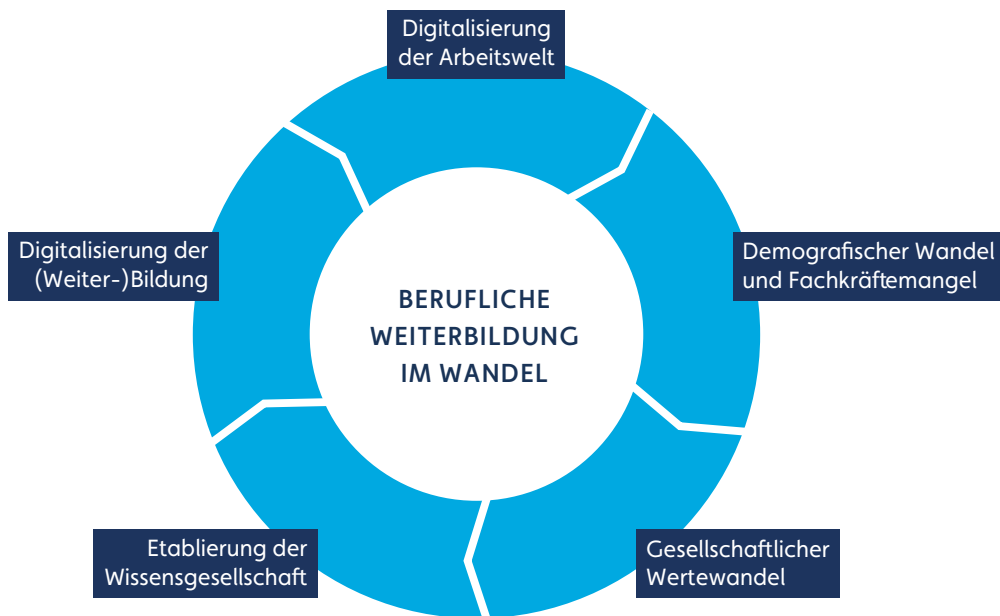 Digitalisierung
der Arbeitswelt
Digitalisierung der
(Weiter-)Bildung
Demografischer Wandel
und Fachkräftemangel
BERUFLICHE
WEITERBILDUNG
IM WANDEL
Etablierung der
Wissensgesellschaft
Gesellschaftlicher
Wertewandel